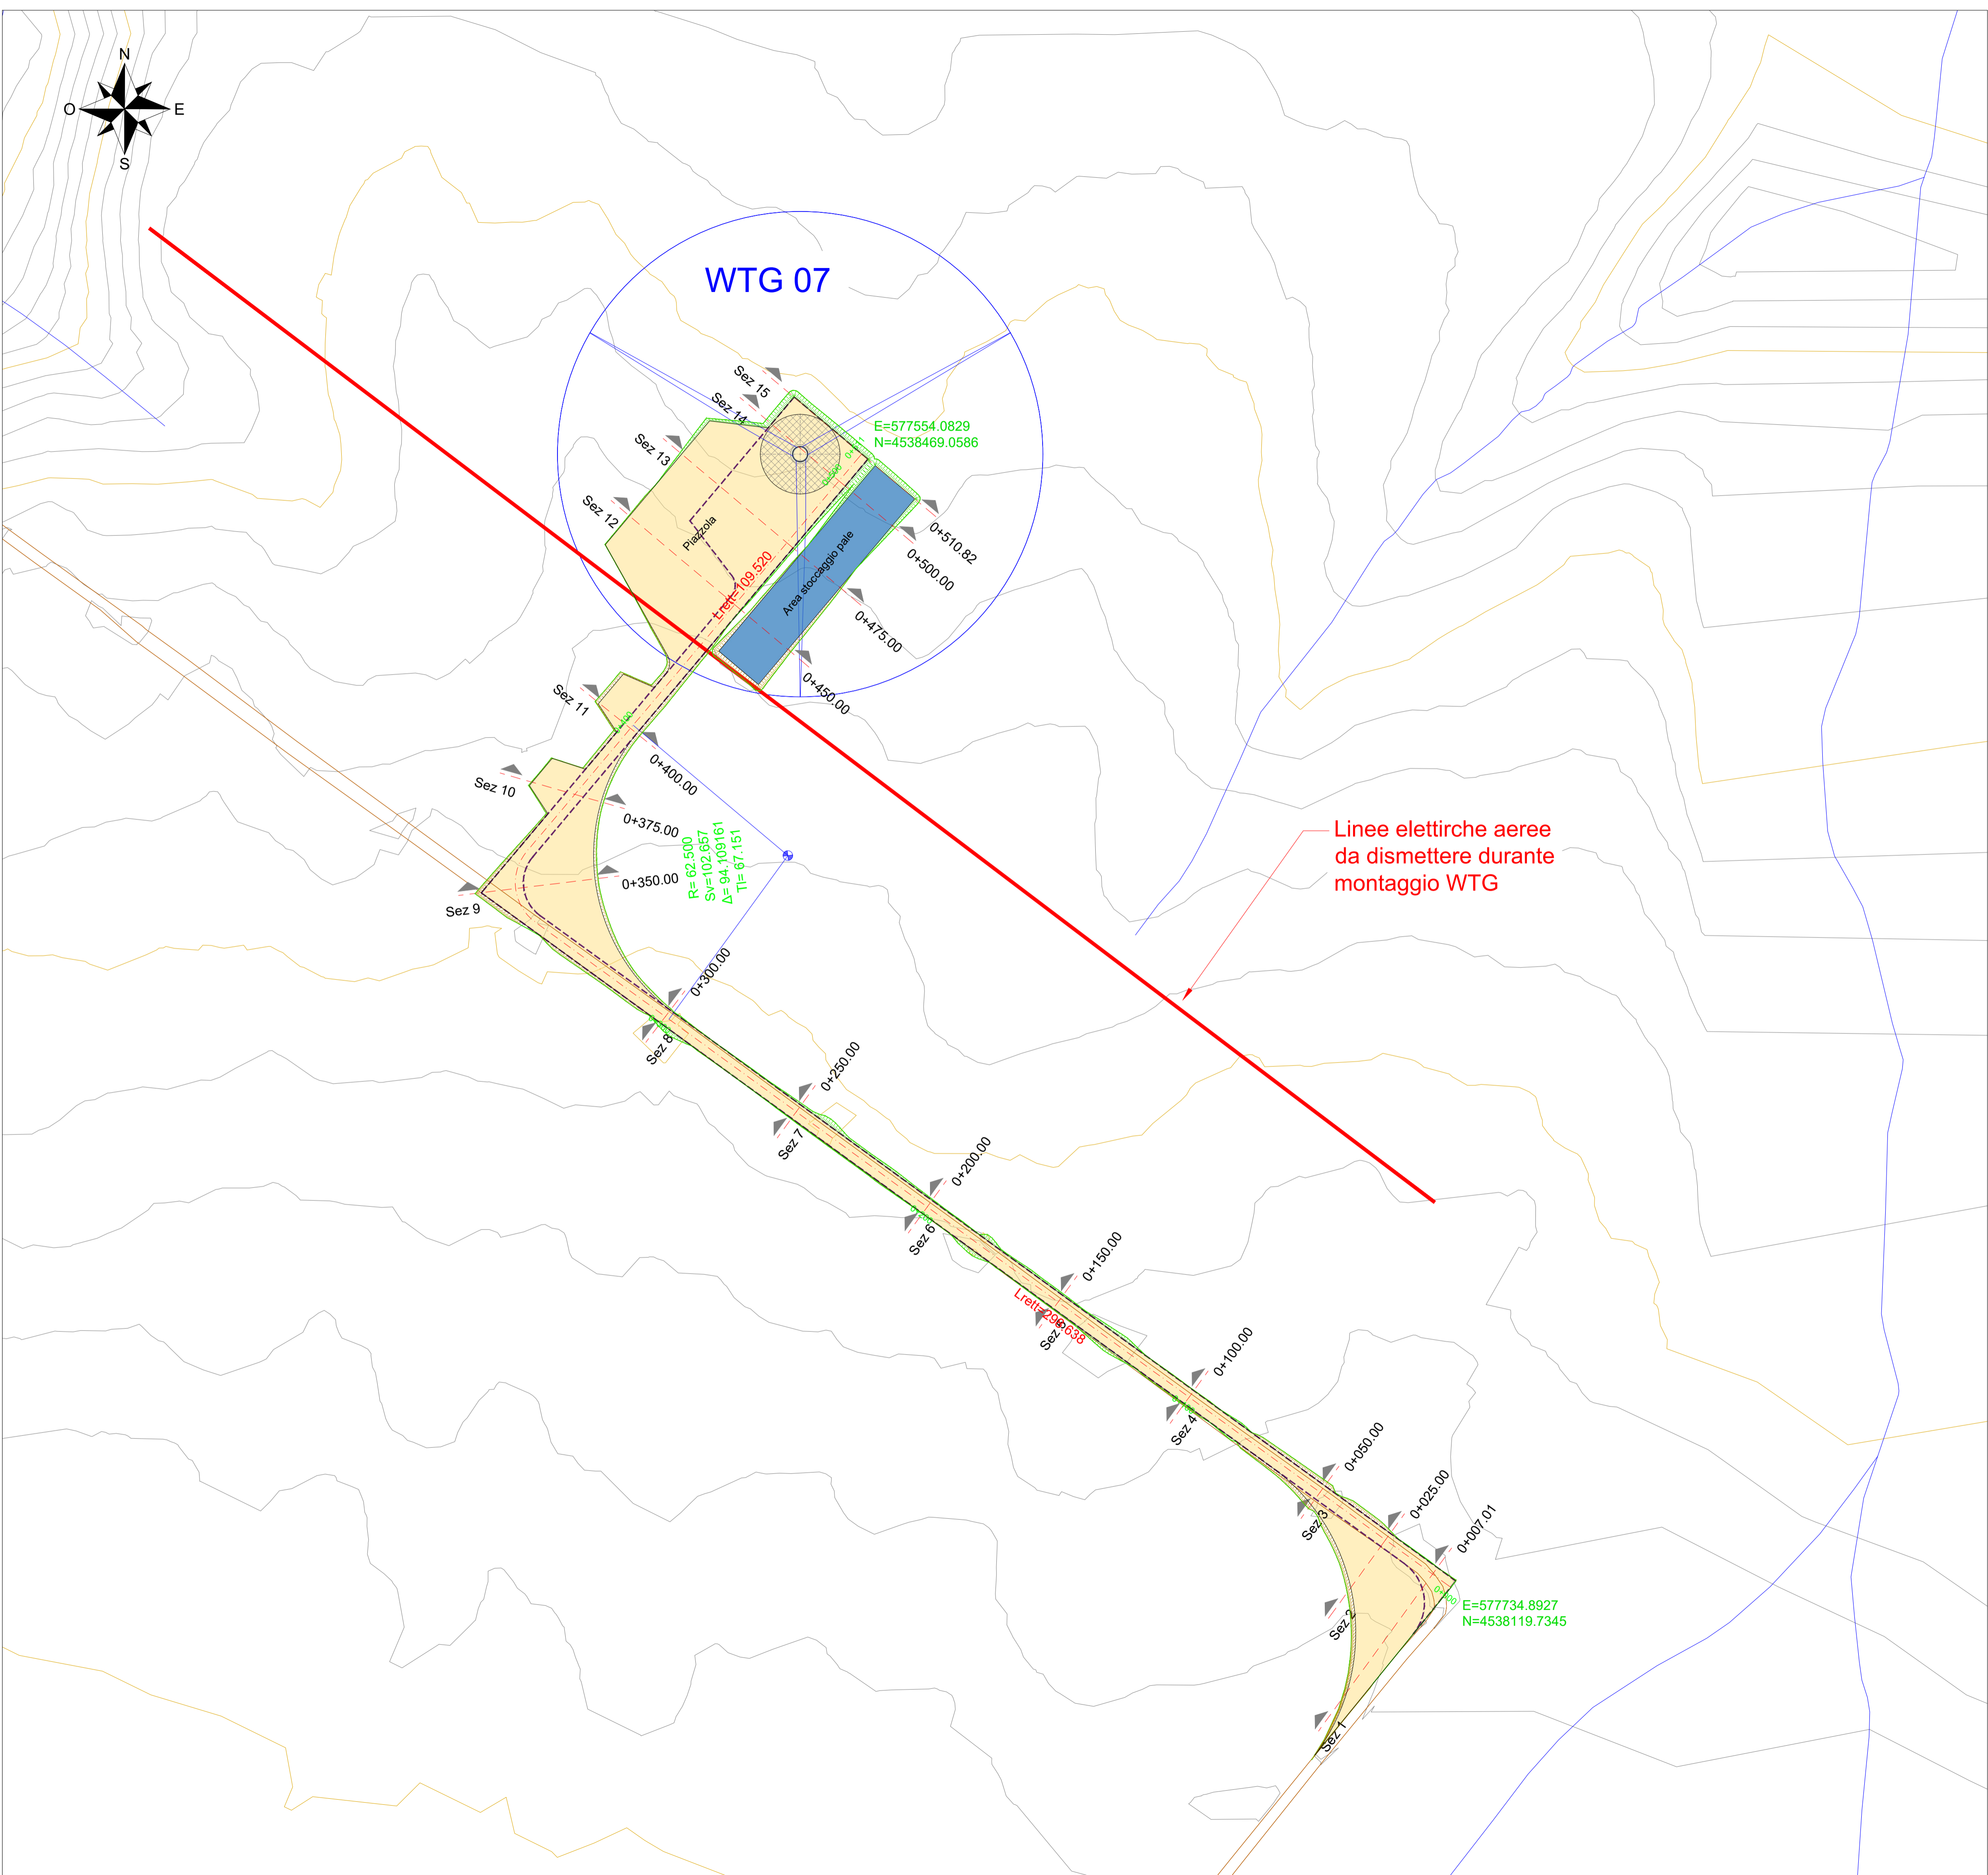 N
O
E
S
WTG 07
Sez 15
Sez 14
Sez 13
Sez 12
E=577554.0829
N=4538469.0586
Piazzola
Lrett=109.520
Area stoccaggio pale
0+510.82
0+500.00
0+475.00
0+450.00
Sez 11
0+400.00
Sez 10
0+375.00
0+350.00
Sez 9
R= 62.500
Sv=102.657
Δ= 94.109161
Tl= 67.151
Linee elettirche aeree
da dismettere durante
montaggio WTG
0+300.00
Sez 8
0+250.00
Sez 7
0+200.00
Sez 6
0+150.00
Sez 5
0+100.00
Sez 4
0+050.00
Sez 3
0+025.00
Sez 2
0+007.01
Sez 1
0+000
E=577734.8927
N=4538119.7345